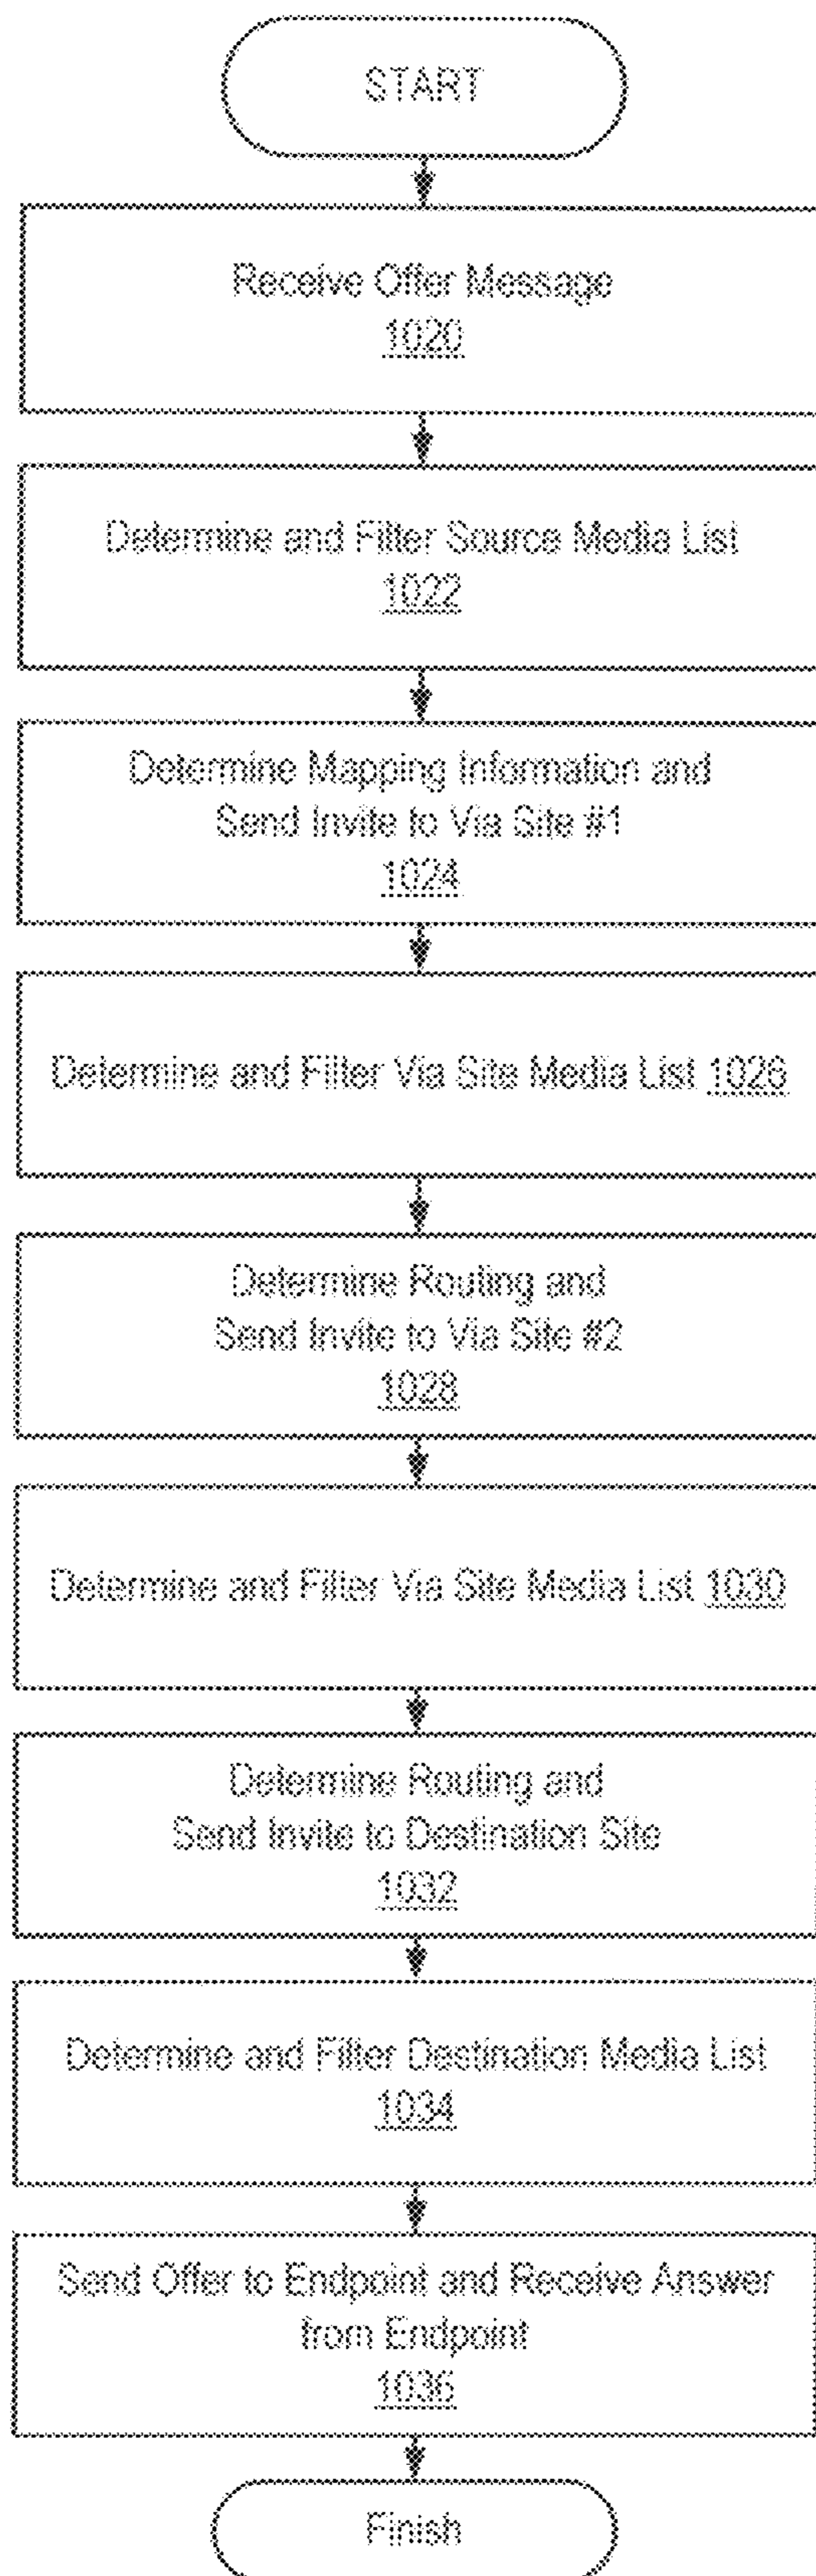 START
Receive Offer Message
1020
Determine and Filter Source Media List
1022
Determine Mapping Information and
Send Invite to Via Site #1
1024
Determine and Filter Via Site Media List 1026
Determine Routing and
Send Invite to Via Site #2
1028
Determine and Filter Via Site Media List 1030
Determine Routing and
Send Invite to Destination Site
1032
Determine and Filter Destination Media List
1034
Send Offer to Endpoint and Receive Answer
from Endpoint
1036
Finish